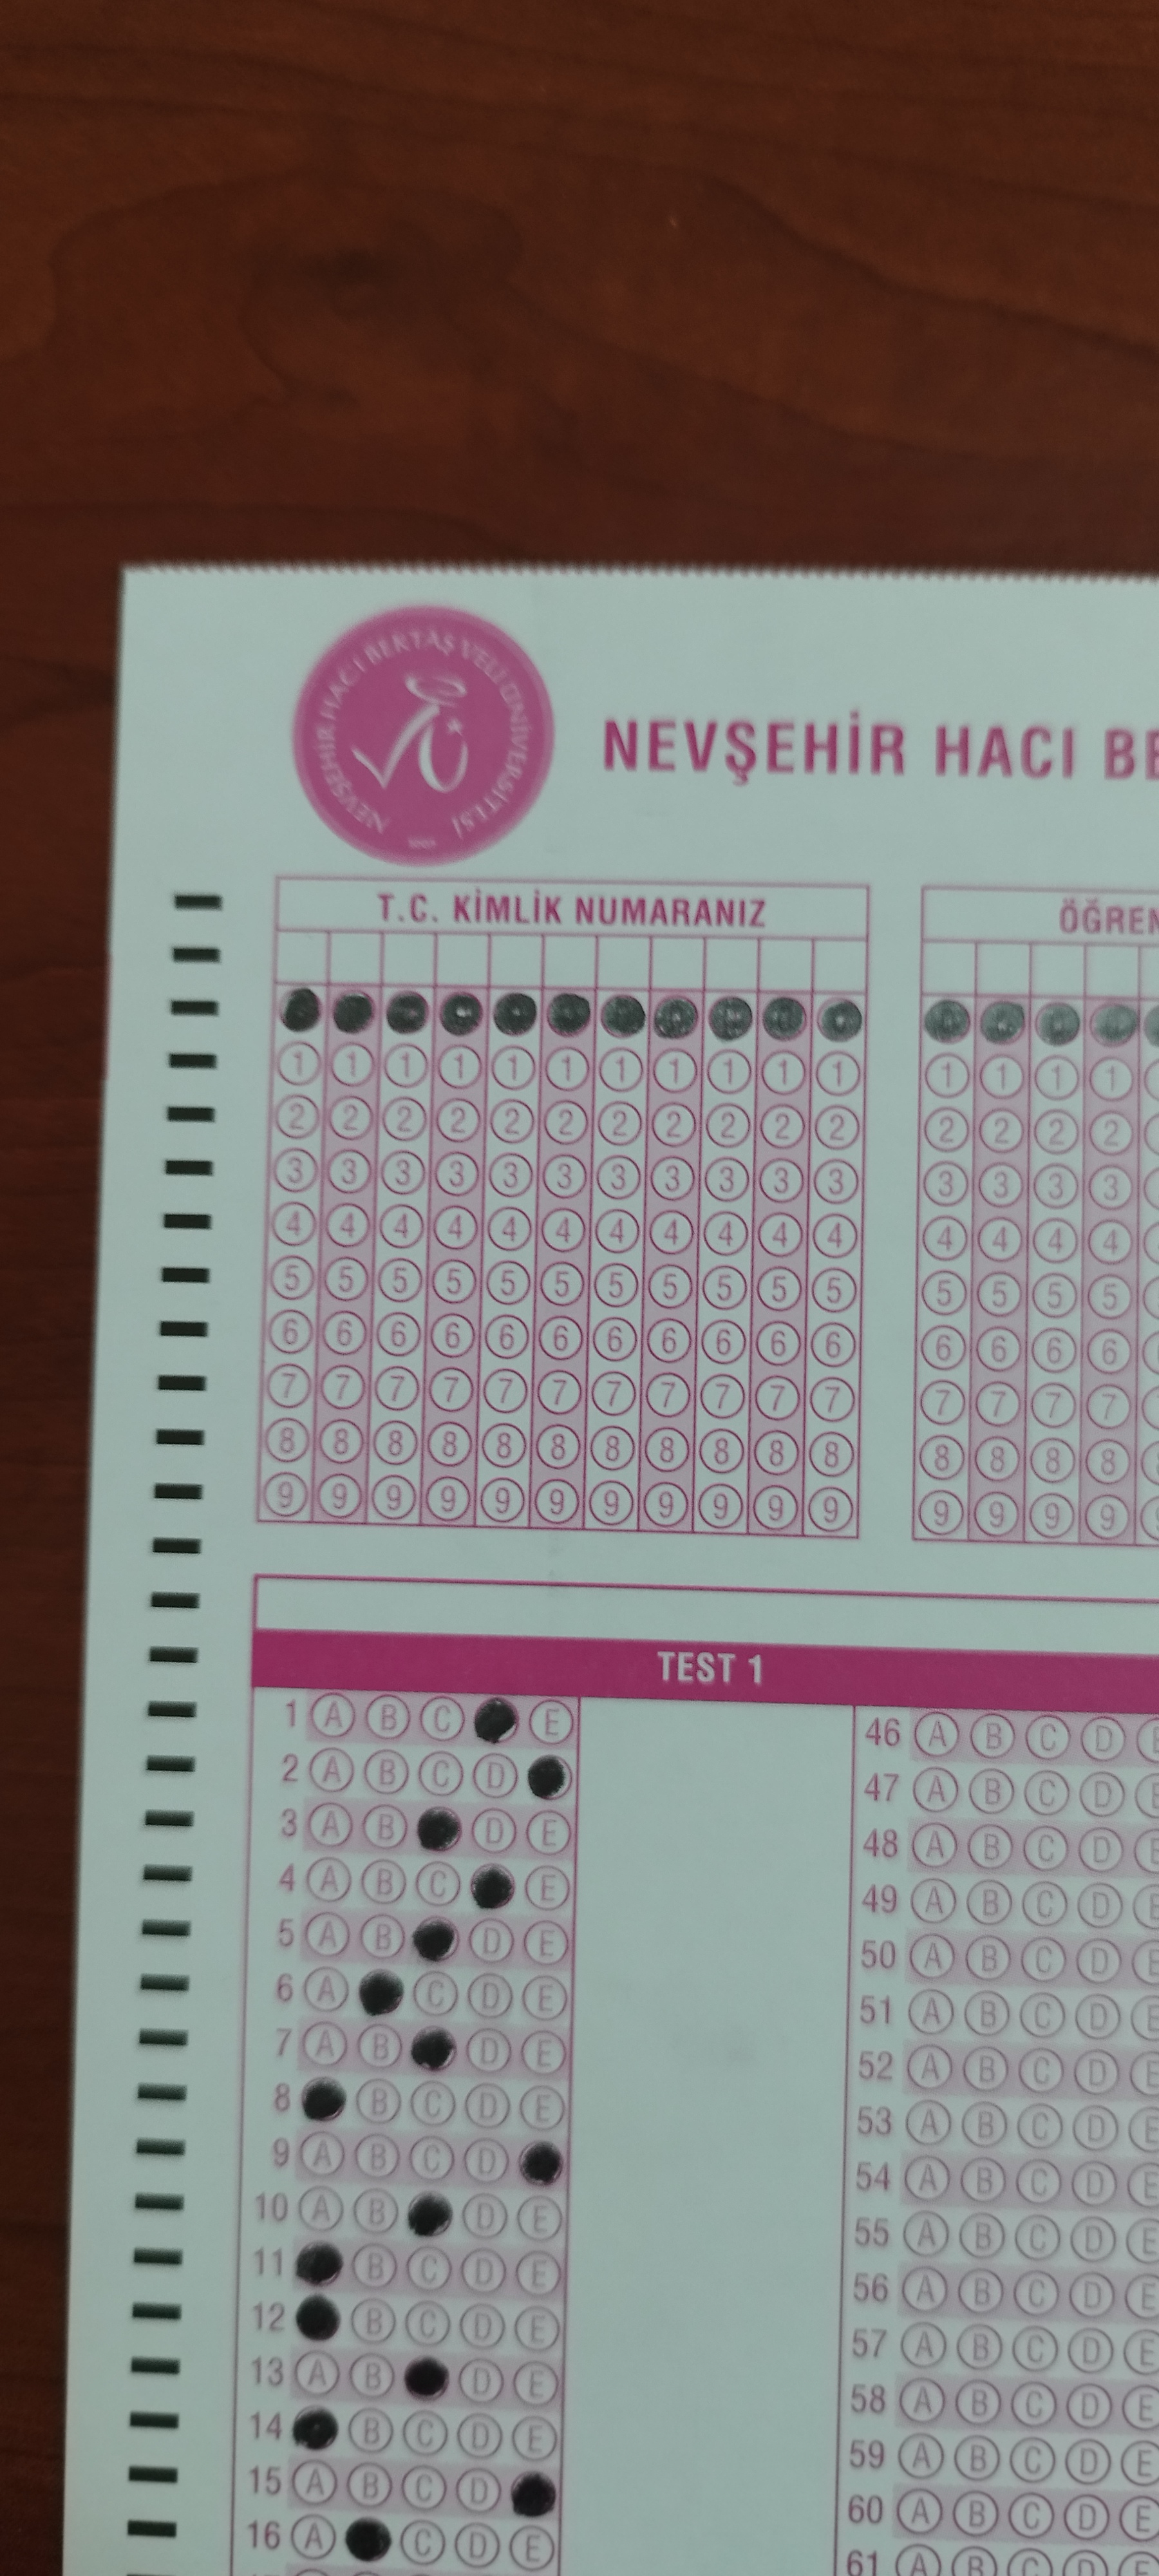 NEVŞEHİR HACI BEKTAŞ VELİ ÜNİVERSİTESİ
NEVŞEHİR HACI BE
T.C. KİMLİK NUMARANIZ
ÖĞREN
1 1 1 1 1 1 1 1 1 1 1 1 1 1 1
2 2 2 2 2 2 2 2 2 2 2 2 2 2 2
3 3 3 3 3 3 3 3 3 3 3 3 3 3 3
4 4 4 4 4 4 4 4 4 4 4 4 4 4 4
5 5 5 5 5 5 5 5 5 5 5 5 5 5 5
6 6 6 6 6 6 6 6 6 6 6 6 6 6 6
7 7 7 7 7 7 7 7 7 7 7 7 7 7 7
8 8 8 8 8 8 8 8 8 8 8 8 8 8 8
9 9 9 9 9 9 9 9 9 9 9 9 9 9 9
TEST 1
1 A B C E
2 A B C D
3 A B D E
4 A B C E
5 A B D E
6 A C D E
7 A B D E
8 B C D E
9 A B C D
10 A B D E
11 B C D E
12 B C D E
13 A B D E
14 B C D E
15 A B C D
16 A C D E
46 A B C D E
47 A B C D E
48 A B C D E
49 A B C D E
50 A B C D E
51 A B C D E
52 A B C D E
53 A B C D E
54 A B C D E
55 A B C D E
56 A B C D E
57 A B C D E
58 A B C D E
59 A B C D E
60 A B C D E
61 A B C D E